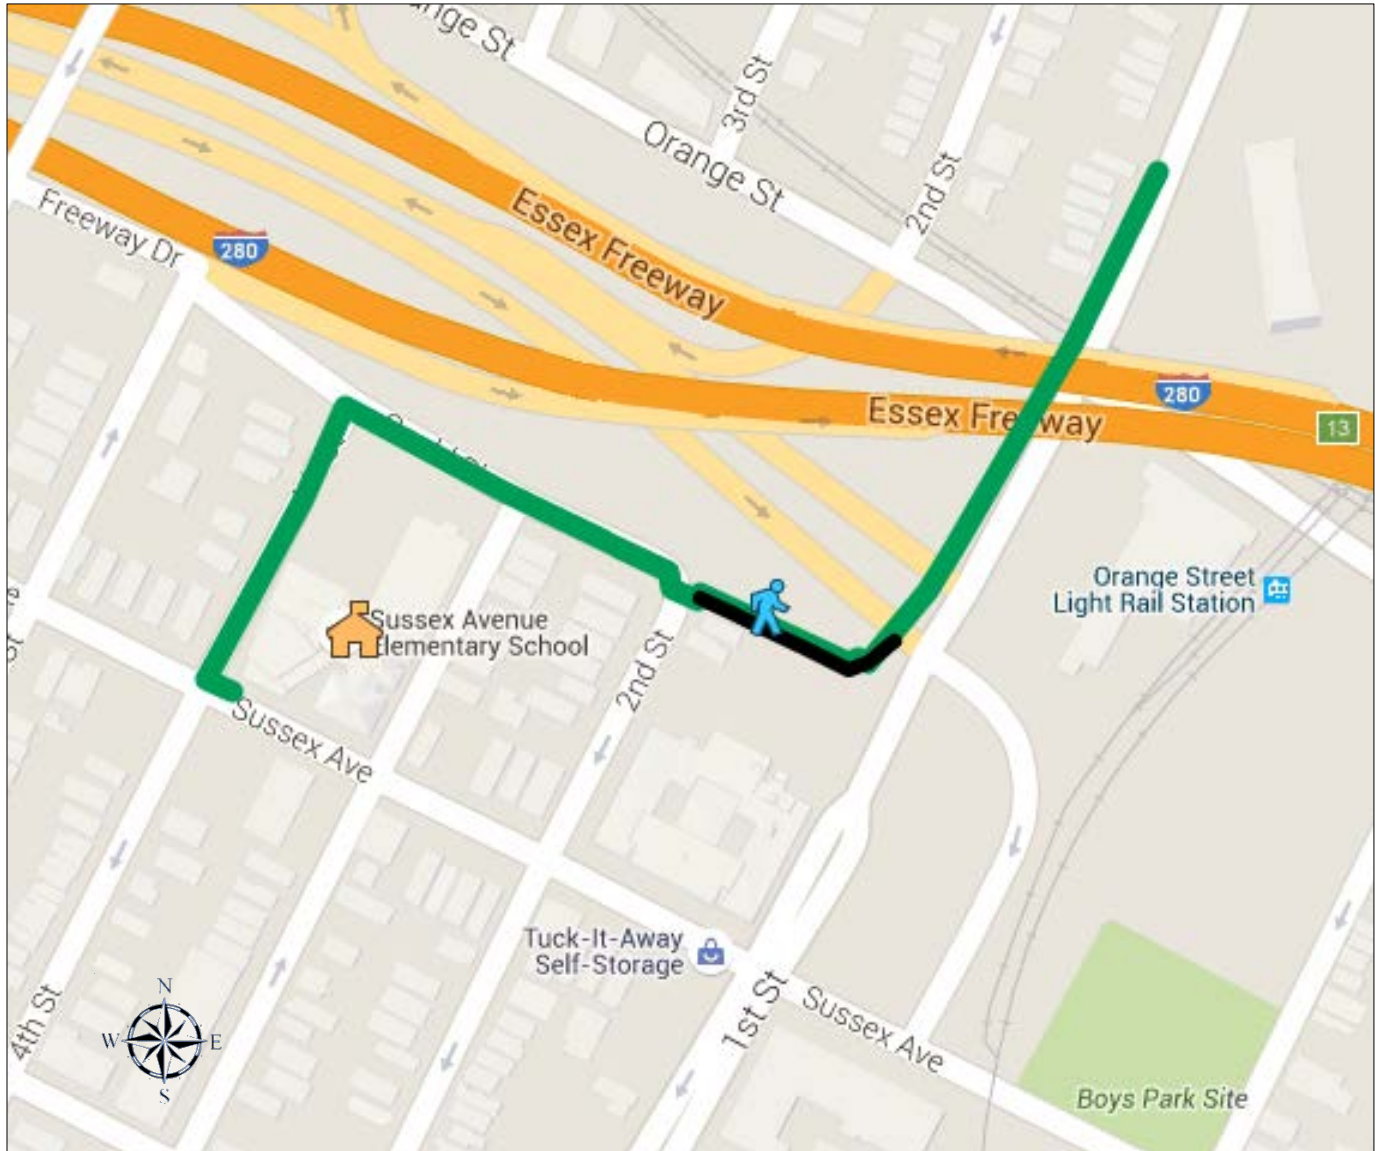 nge St
3rd St
Orange St
2nd St
Freeway Dr
280
Essex Freeway
280
Essex Freeway
13
Orange Street
Light Rail Station
Sussex Avenue
Elementary School
2nd St
St
Sussex Ave
Tuck-It-Away
Self-Storage
1st St
Sussex Ave
4th St
N
W
E
S
Boys Park Site